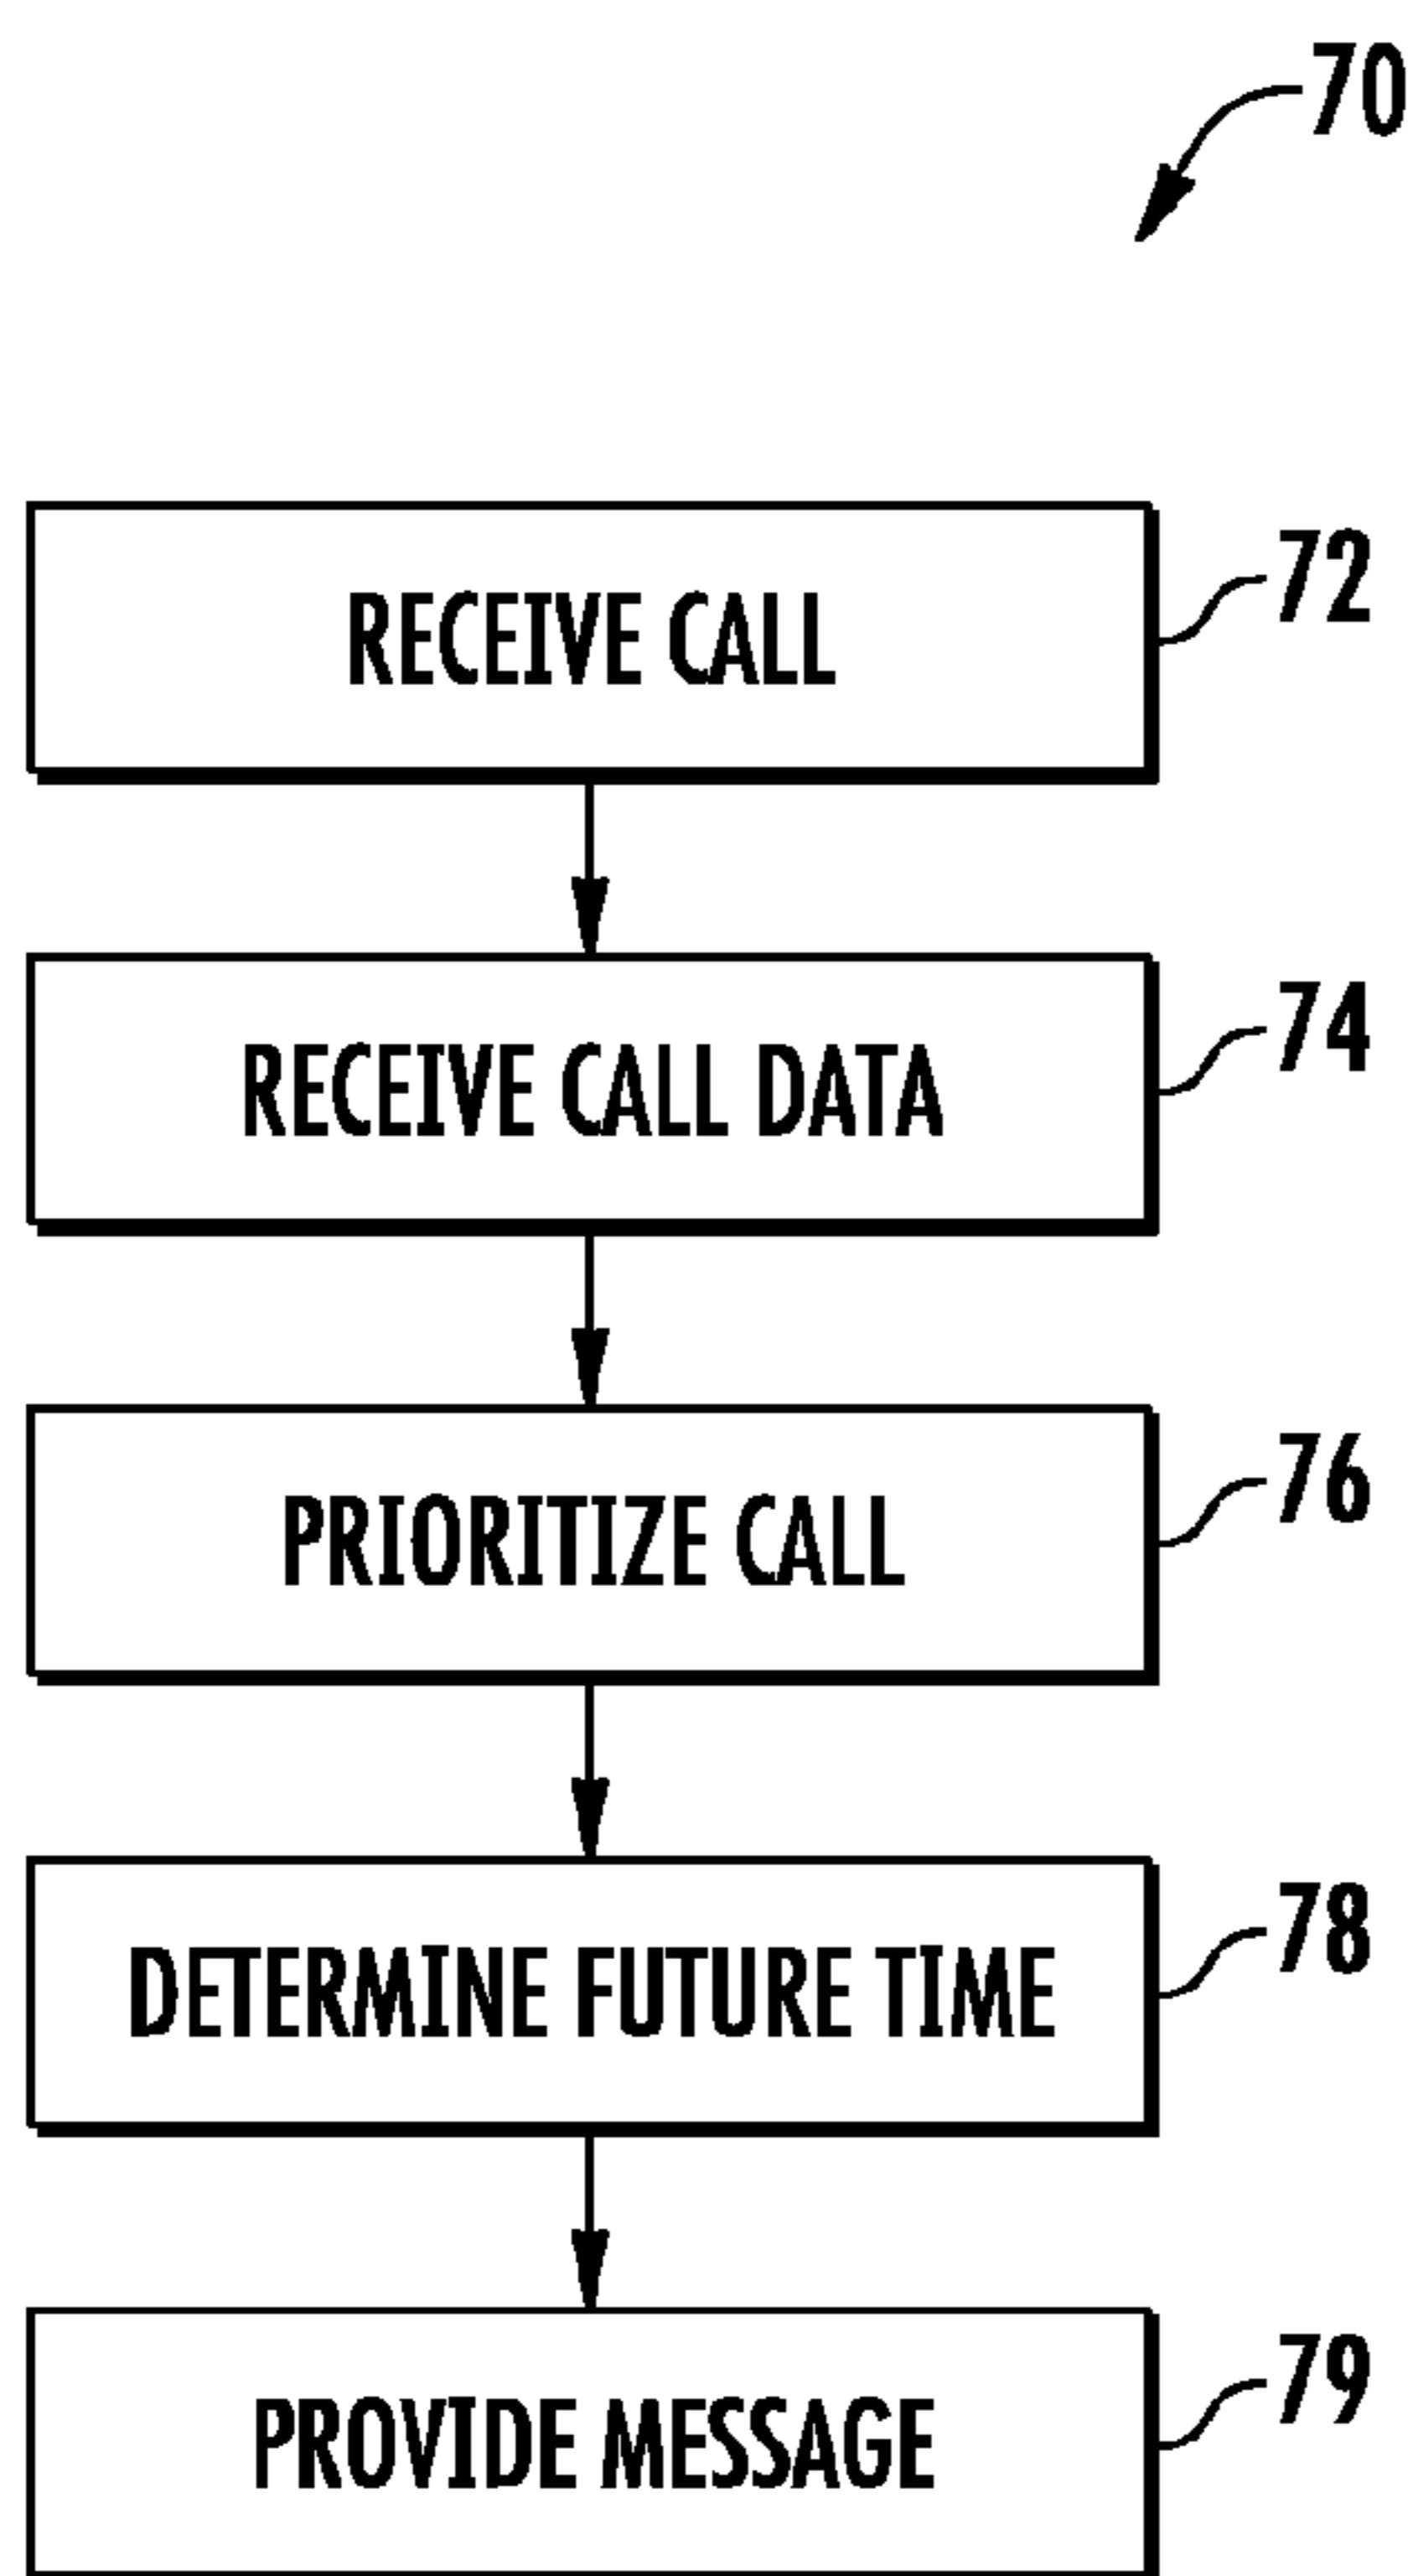 70
RECEIVE CALL
72
RECEIVE CALL DATA
74
PRIORITIZE CALL
76
DETERMINE FUTURE TIME
78
PROVIDE MESSAGE
79